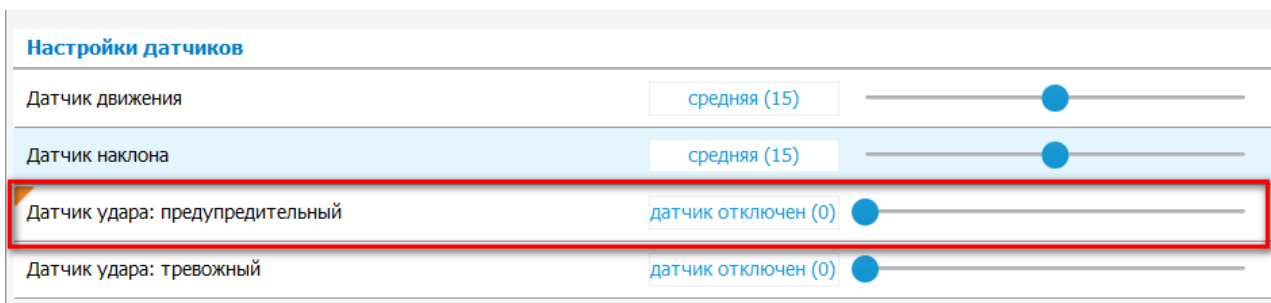 Настройки датчиков
Датчик движения средняя (15)
Датчик наклона средняя (15)
Датчик удара: предупредительный датчик отключен (0)
Датчик удара: тревожный датчик отключен (0)